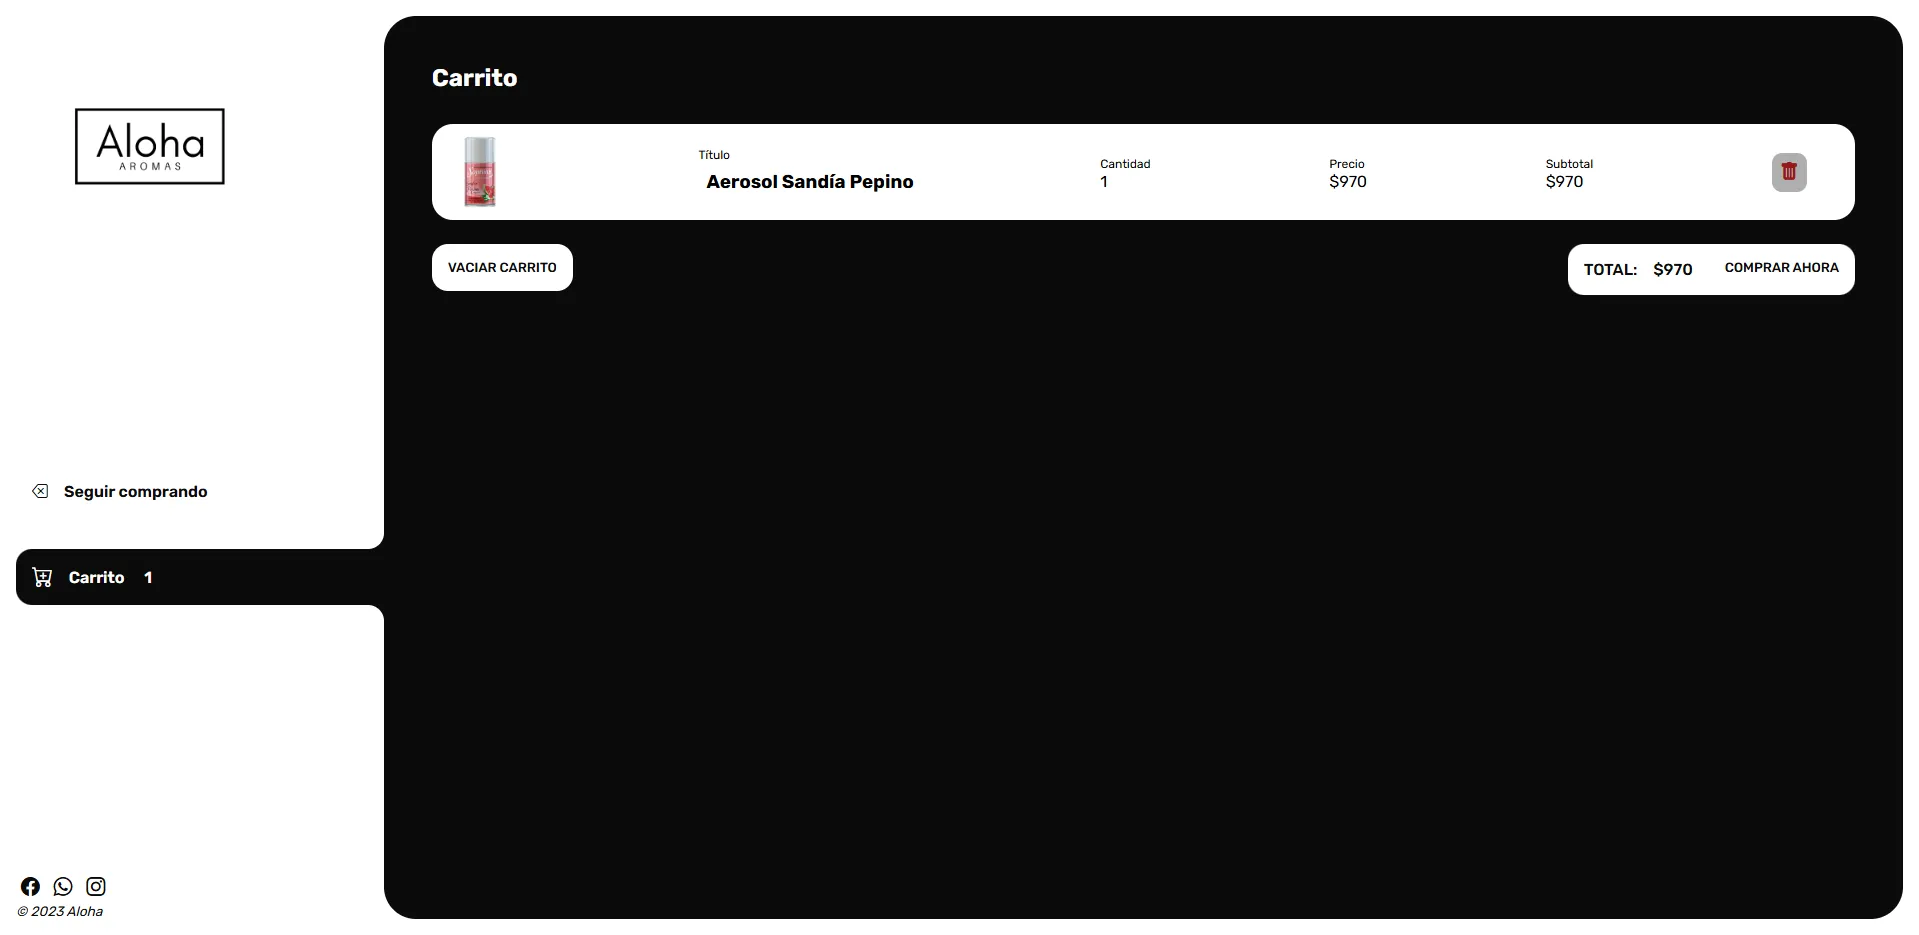 Aloha
AROMAS
Seguir comprando
Carrito 1
© 2023 Aloha
Carrito
Título
Aerosol Sandía Pepino
Cantidad
1
Precio
$970
Subtotal
$970
VACIAR CARRITO
TOTAL: $970 COMPRAR AHORA